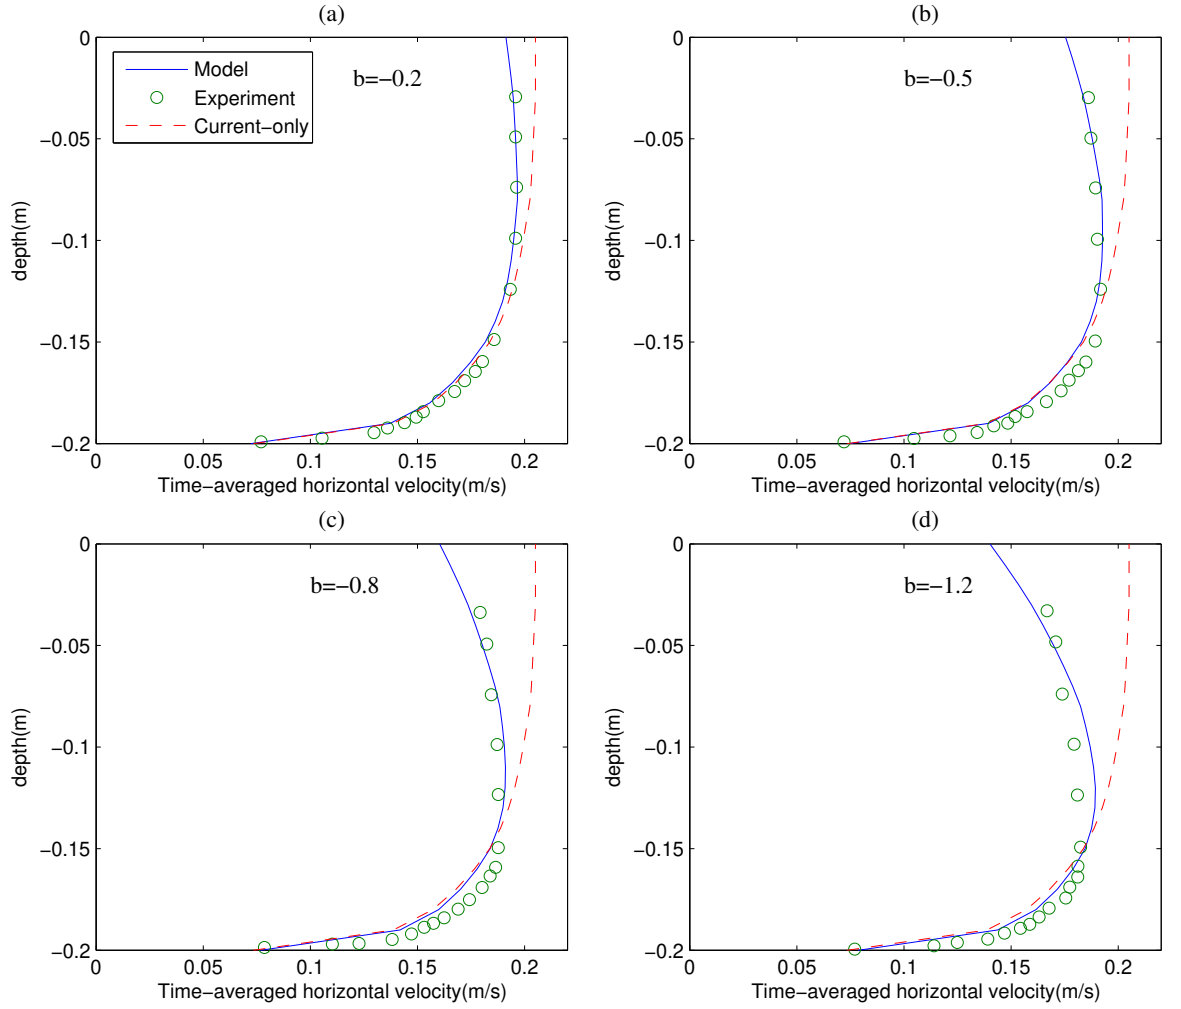 (a)
0
−0.05
−0.1
−0.15
−0.2
0
0.05
0.1
0.15
0.2
depth(m)
Time−averaged horizontal velocity(m/s)
Model
Experiment
Current−only
b=−0.2
(b)
0
−0.05
−0.1
−0.15
−0.2
0
0.05
0.1
0.15
0.2
depth(m)
Time−averaged horizontal velocity(m/s)
b=−0.5
(c)
0
−0.05
−0.1
−0.15
−0.2
0
0.05
0.1
0.15
0.2
depth(m)
Time−averaged horizontal velocity(m/s)
b=−0.8
(d)
0
−0.05
−0.1
−0.15
−0.2
0
0.05
0.1
0.15
0.2
depth(m)
Time−averaged horizontal velocity(m/s)
b=−1.2